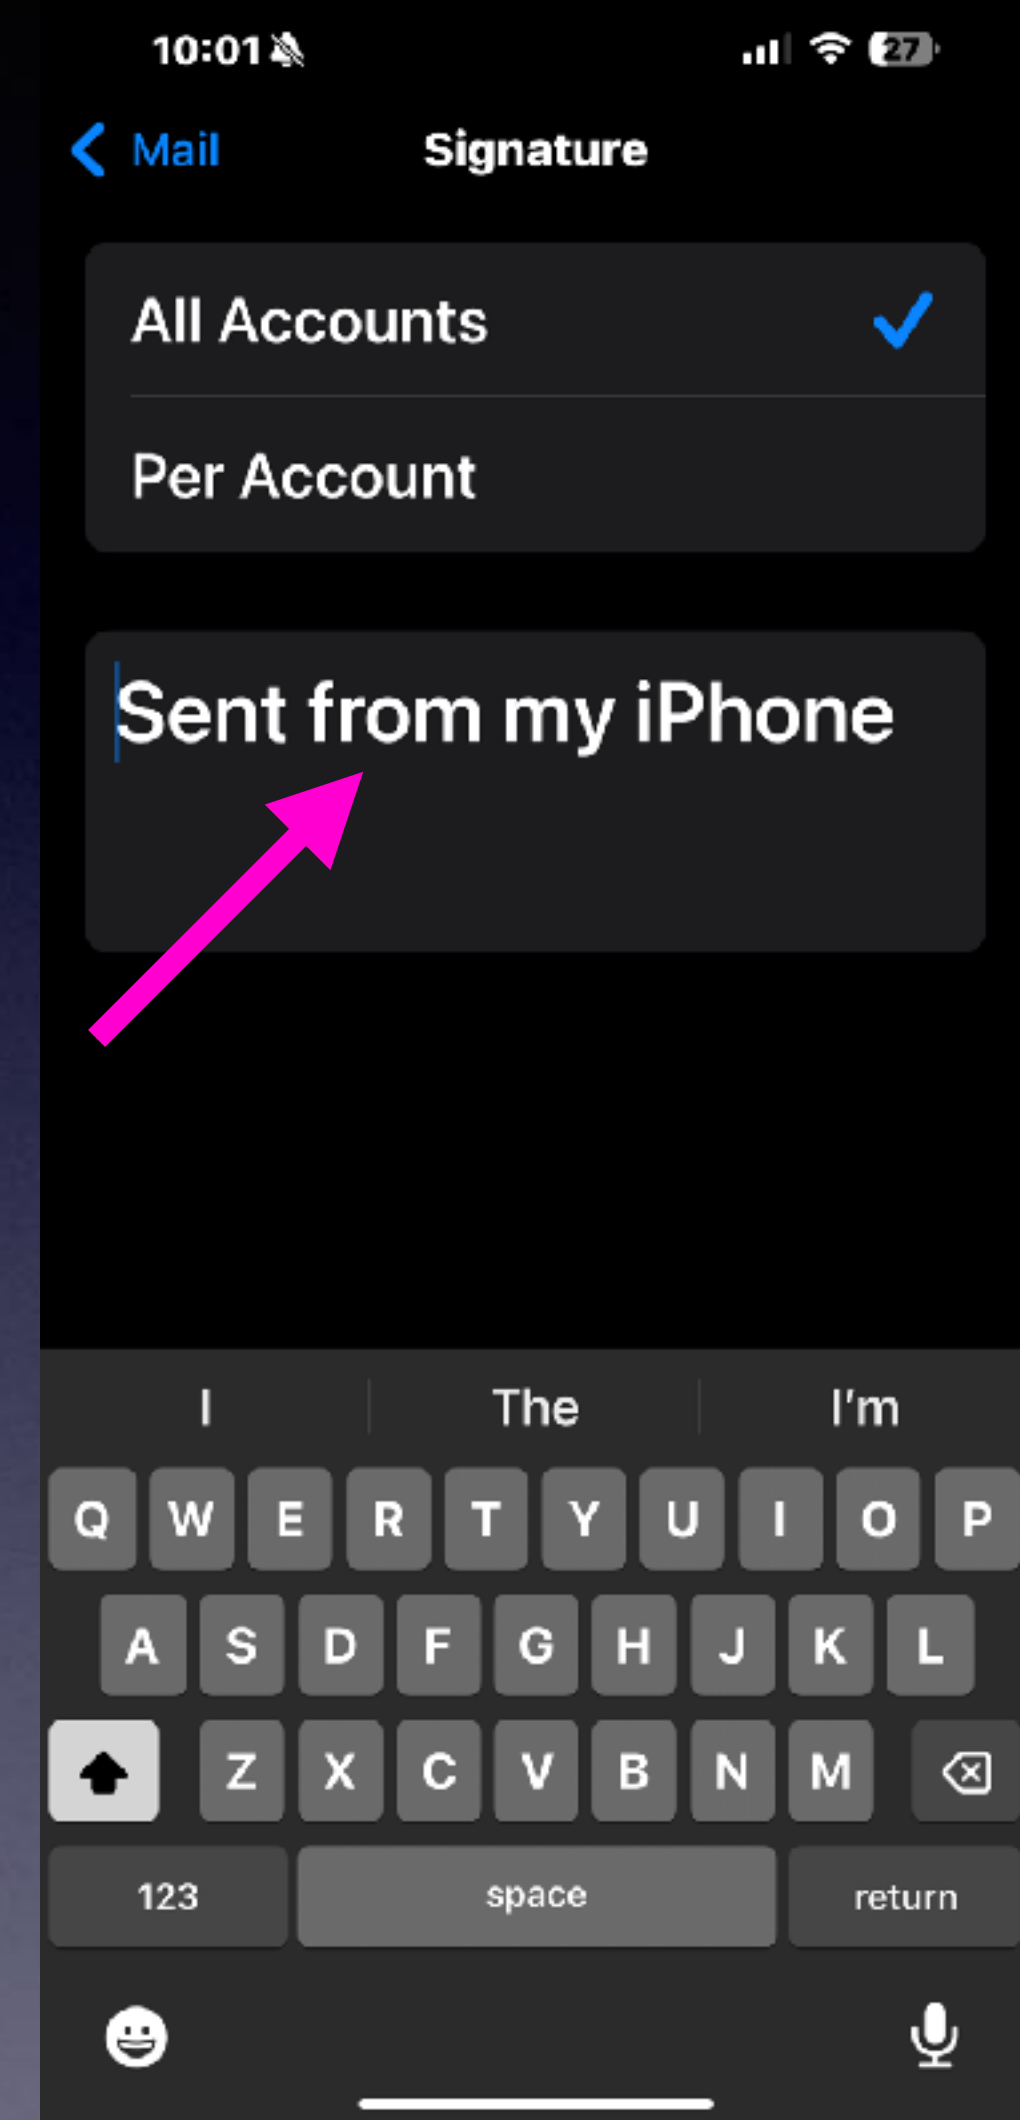 10:01 27
Mail Signature
All Accounts
Per Account
Sent from my iPhone
I The I'm
Q W E R T Y U I O P
A S D F G H J K L
Z X C V B N M
123 space return